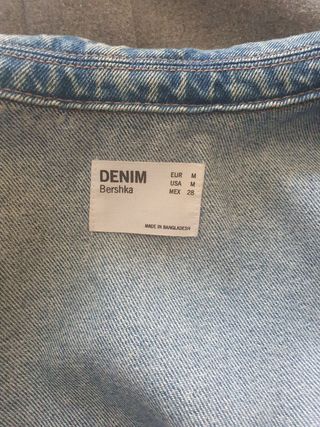 DENIM
Bershka
EUR M
USA M
MEX 28
MADE IN BANGLADESH